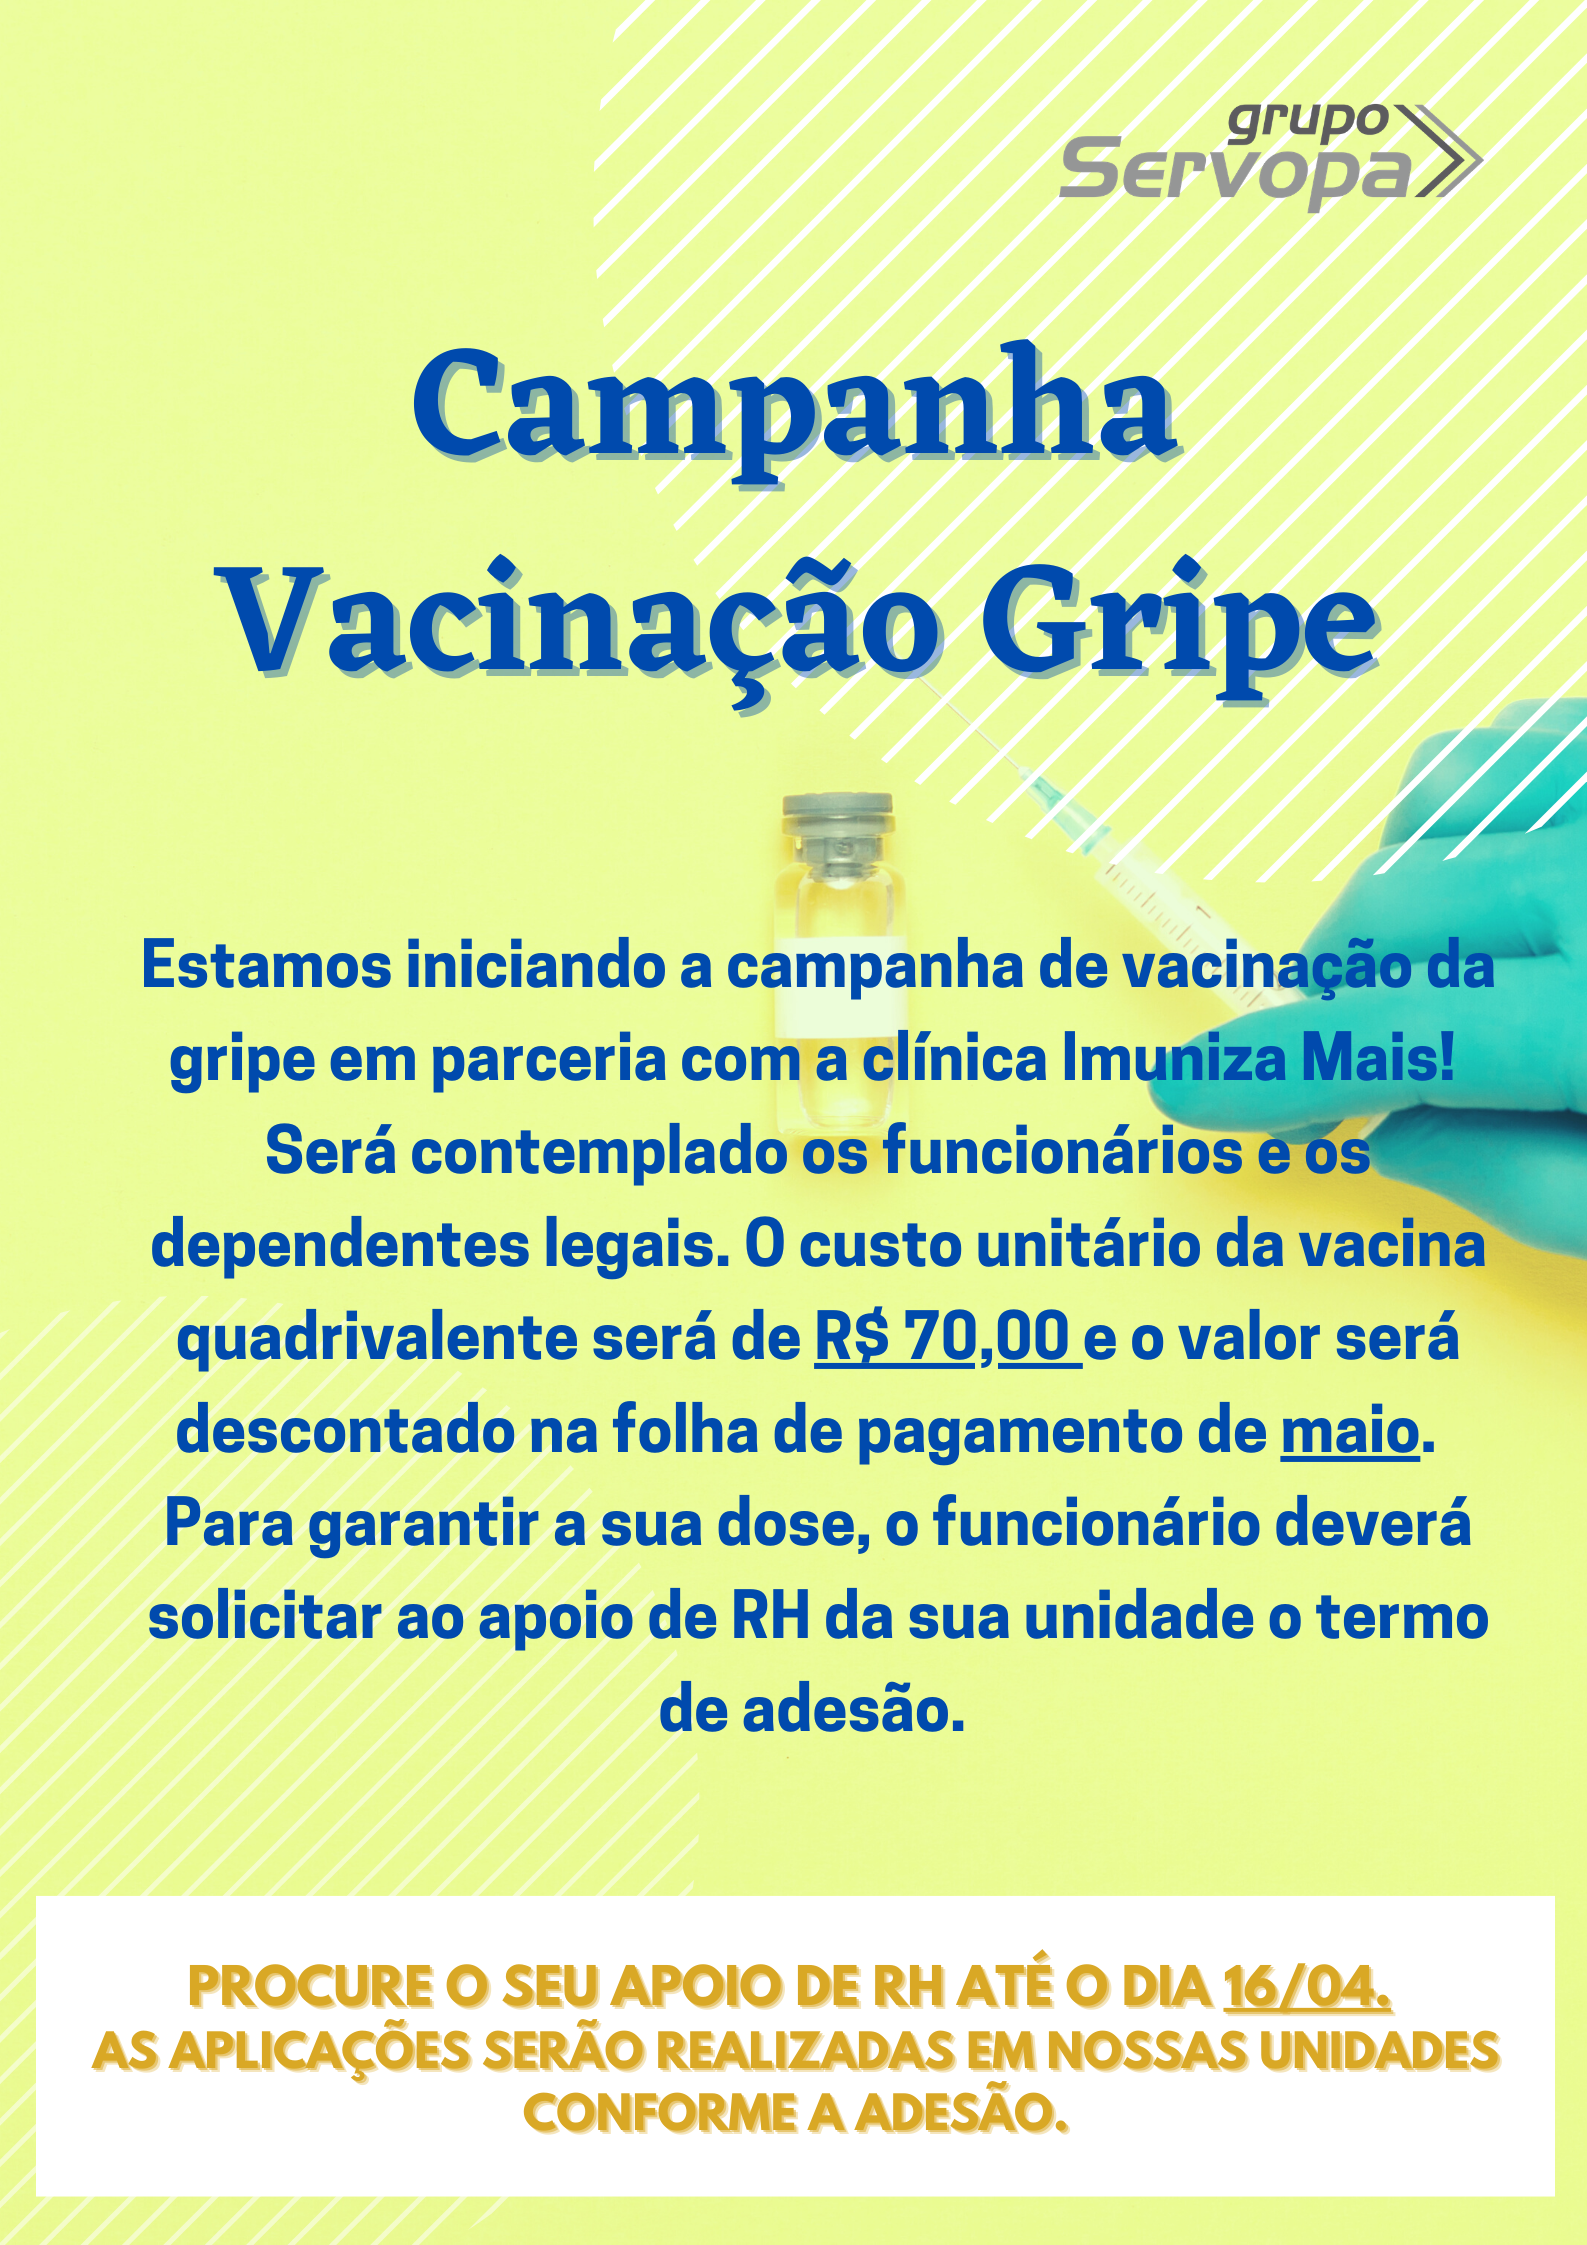 grupo
Servopa
Campanha
Vacinação Gripe
Estamos iniciando a campanha de vacinação da
gripe em parceria com a clínica Imuniza Mais!
Será contemplado os funcionários e os
dependentes legais. O custo unitário da vacina
quadrivalente será de R$ 70,00 e o valor será
descontado na folha de pagamento de maio.
Para garantir a sua dose, o funcionário deverá
solicitar ao apoio de RH da sua unidade o termo
de adesão.
PROCURE O SEU APOIO DE RH ATÉ O DIA 16/04.
AS APLICAÇÕES SERÃO REALIZADAS EM NOSSAS UNIDADES
CONFORME A ADESÃO.